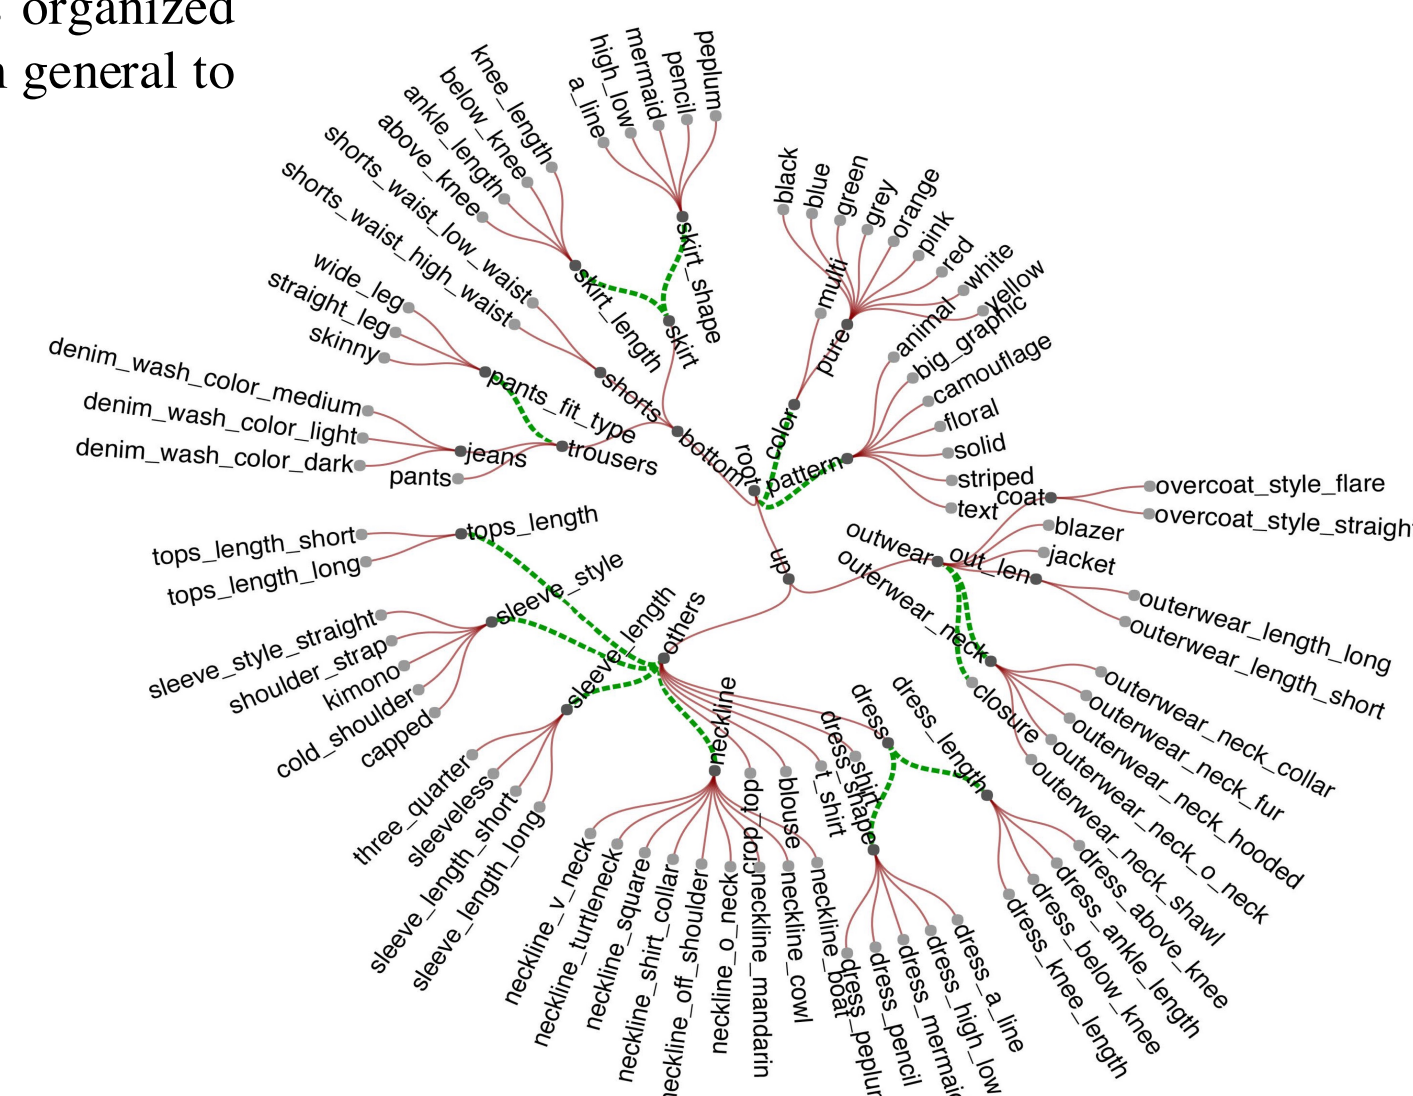 organized
general to
knee_length
below_knee
ankle_length
above_knee
a_line
high_low
mermaid
pencil
peplum
skirt_shape
skirt_length
skirt
shorts_waist_low_waist
shorts_waist_high_waist
shorts
wide_leg
straight_leg
skinny
pants_fit_type
denim_wash_color_medium
denim_wash_color_light
denim_wash_color_dark
jeans
pants
trousers
bottom
root
black
blue
green
grey
orange
pink
red
white
yellow
multi
pure
color
animal
big_graphic
camouflage
floral
solid
striped
text
pattern
coat
overcoat_style_flare
overcoat_style_straigh
blazer
jacket
outwear
out_len
outerwear_length_long
outerwear_length_short
outerwear_neck
closure
outerwear_neck_collar
outerwear_neck_fur
outerwear_neck_hooded
outerwear_neck_o_neck
outerwear_neck_shawl
up
others
tops_length
tops_length_short
tops_length_long
sleeve_style
sleeve_style_straight
shoulder_strap
kimono
cold_shoulder
capped
sleeve_length
three_quarter
sleeveless
sleeve_length_short
sleeve_length_long
neckline
neckline_v_neck
neckline_turtleneck
neckline_square
neckline_shirt_collar
neckline_off_shoulder
neckline_o_neck
neckline_mandarin
neckline_cowl
neckline_boat
crop_top
blouse
t_shirt
shirt
dress
dress_shape
dress_peplum
dress_pencil
dress_mermaid
dress_high_low
dress_a_line
dress_length
dress_above_knee
dress_ankle_length
dress_below_knee
dress_knee_length